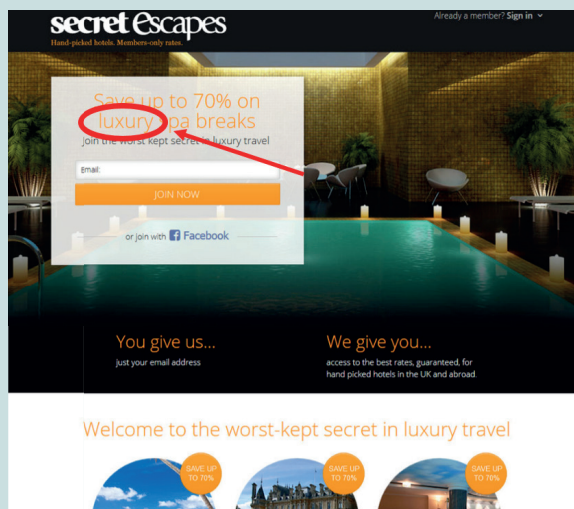 secret escapes
Already a member? Sign in
Hand-picked hotels. Members-only rates.
Save up to 70% on
luxury spa breaks
join the worst kept secret in luxury travel
Email:
JOIN NOW
or join with Facebook
You give us...
just your email address
We give you...
access to the best rates, guaranteed, for
hand picked hotels in the UK and abroad.
Welcome to the worst-kept secret in luxury travel
SAVE UP
TO 70%
SAVE UP
TO 70%
SAVE UP
TO 70%